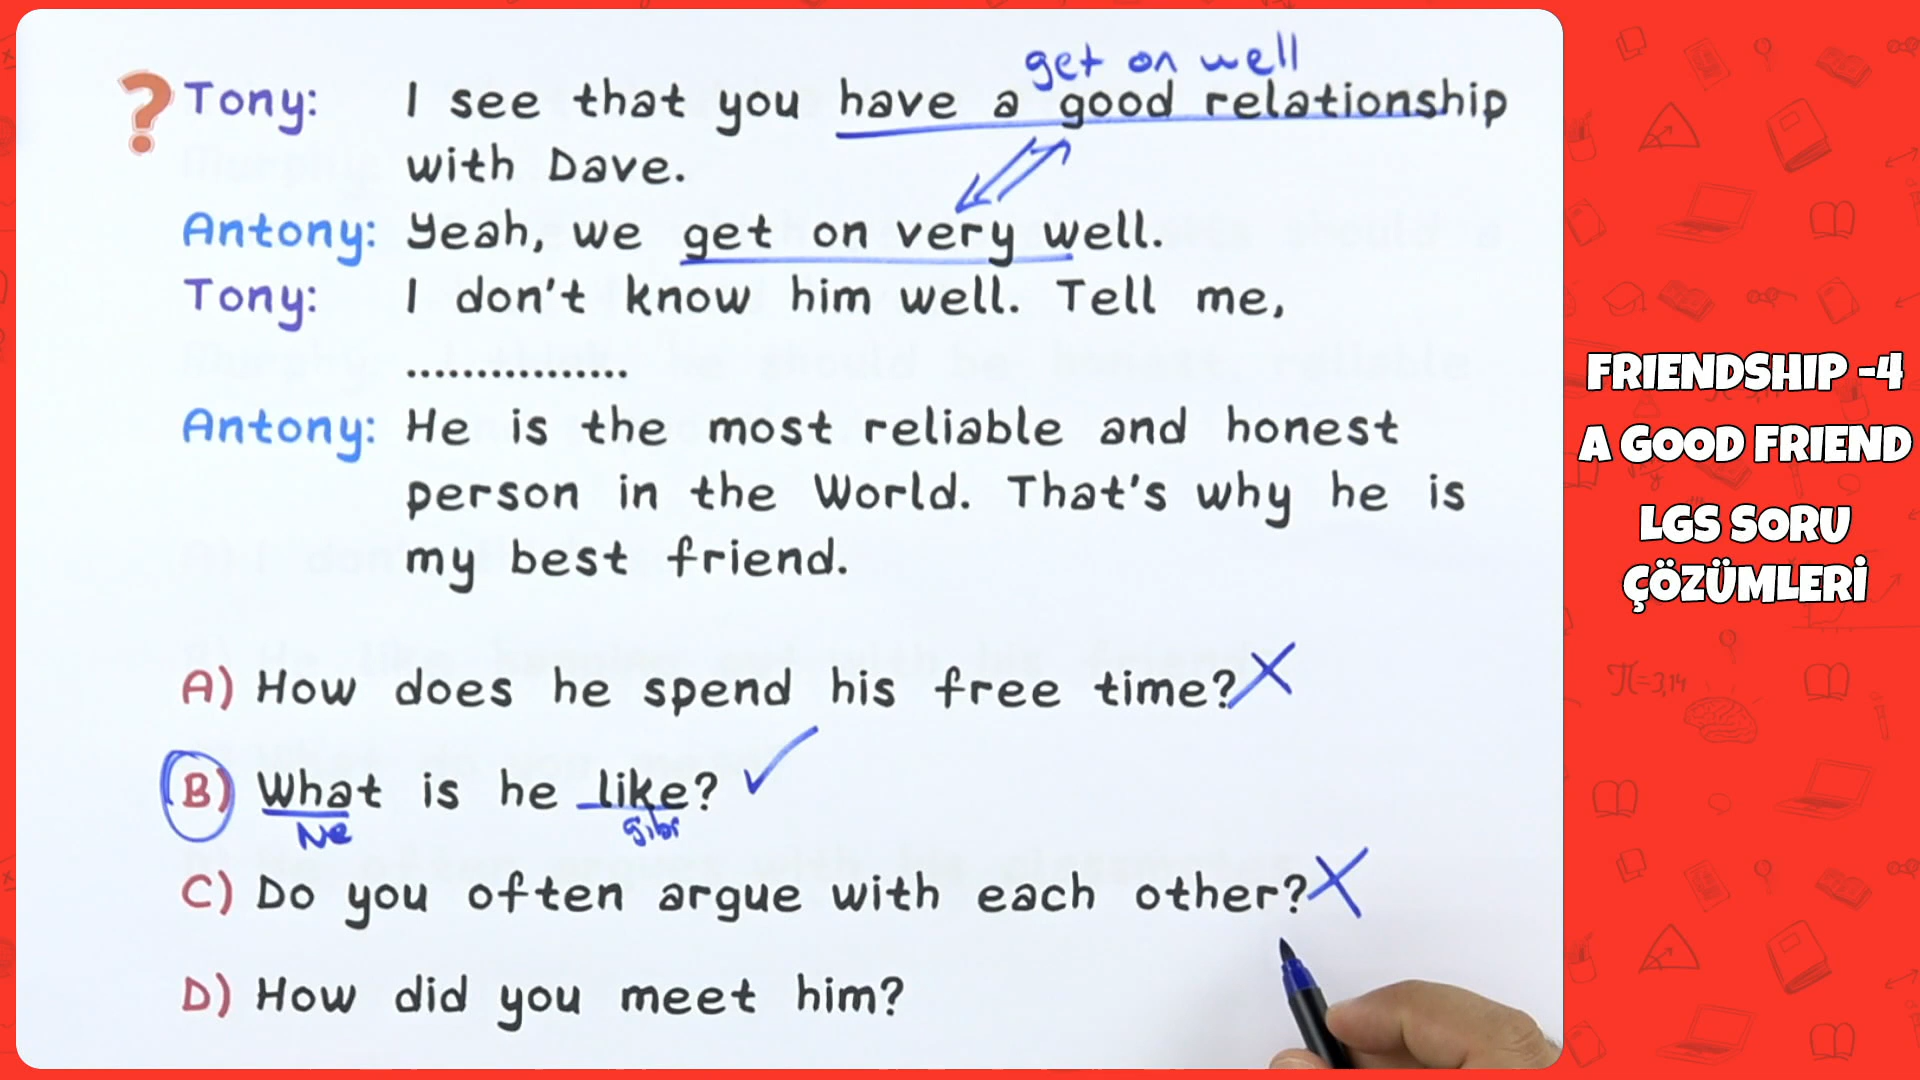 get on well
? Tony: I see that you have a good relationship
with Dave.
Antony: Yeah, we get on very well.
Tony: I don't know him well. Tell me,
................
Antony: He is the most reliable and honest
person in the World. That's why he is
my best friend.
A) How does he spend his free time? X
B) What is he like? ✓
Ne gibi
C) Do you often argue with each other? X
D) How did you meet him?
FRIENDSHIP -4
A GOOD FRIEND
LGS SORU
ÇÖZÜMLERİ
π=3,14